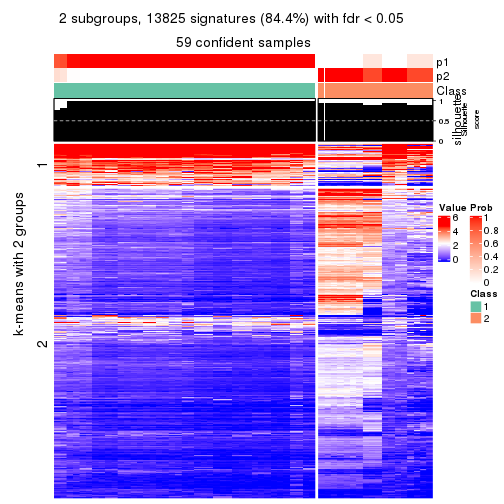 2 subgroups, 13825 signatures (84.4%) with fdr < 0.05
59 confident samples
p1
p2
Class
1
0.5
0
silhouette
Silhouette
score
k-means with 2 groups
1
2
Value
6
4
2
0
Prob
1
0.8
0.6
0.4
0.2
0
Class
1
2